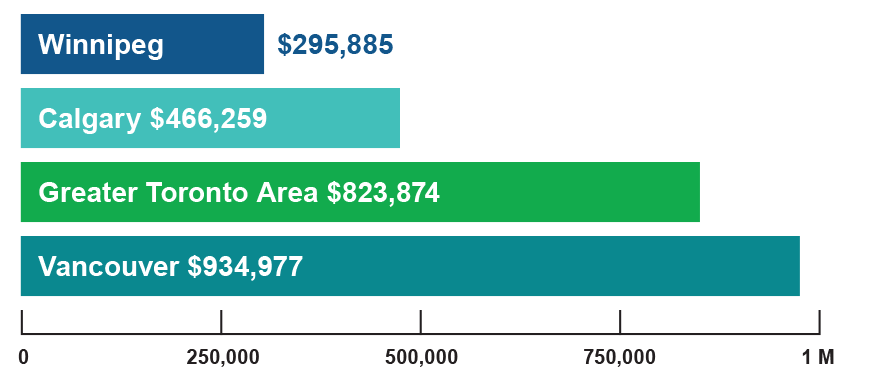 Winnipeg $295,885
Calgary $466,259
Greater Toronto Area $823,874
Vancouver $934,977
0 250,000 500,000 750,000 1 M